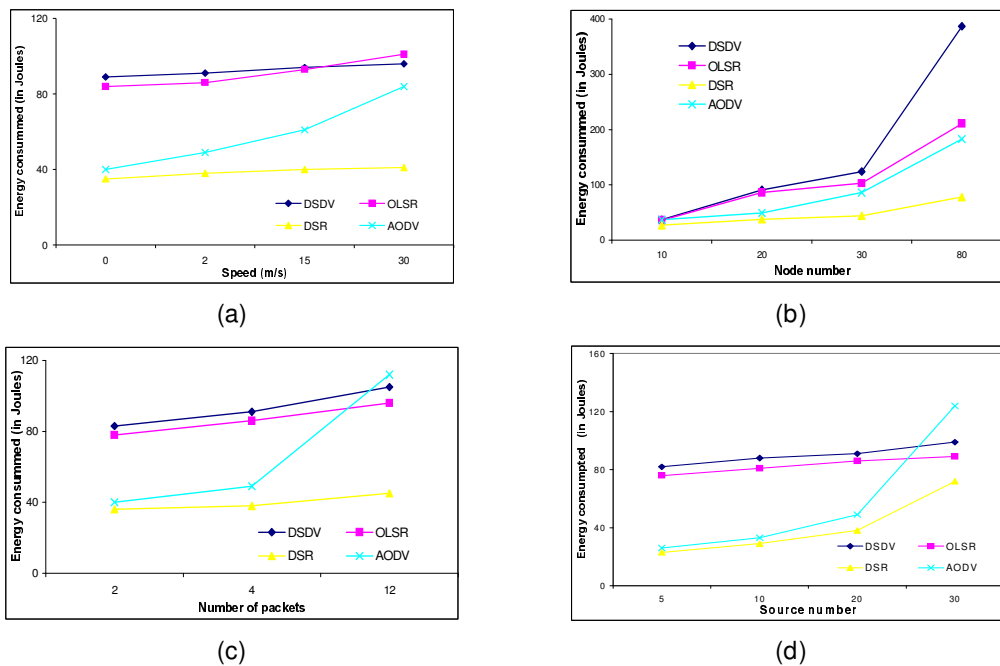 120
80
40
0
Energy consummed (in Joules)
DSDV
OLSR
DSR
AODV
0
2
15
30
Speed (m/s)
(a)
400
300
200
100
0
Energy consummed (in Joules)
DSDV
OLSR
DSR
AODV
10
20
30
80
Node number
(b)
120
80
40
0
Energy consummed (in Joules)
DSDV
OLSR
DSR
AODV
2
4
12
Number of packets
(c)
160
120
80
40
0
Energy consumpted (in Joules)
DSDV
OLSR
DSR
AODV
5
10
20
30
Source number
(d)